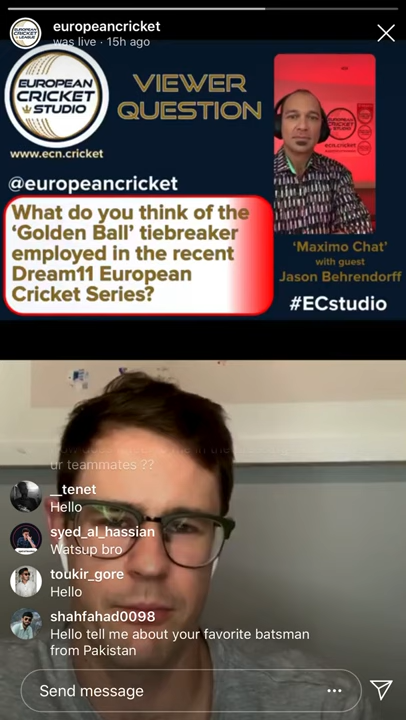 europeancricket
was live · 15h ago
EUROPEAN
CRICKET
STUDIO
www.ecn.cricket
VIEWER
QUESTION
@europeancricket
What do you think of the
‘Golden Ball’ tiebreaker
employed in the recent
Dream11 European
Cricket Series?
‘Maximo Chat’
with guest
Jason Behrendorff
#ECstudio
ur teammates ??
__tenet
Hello
syed_al_hassian
Watsup bro
toukir_gore
Hello
shahfahad0098
Hello tell me about your favorite batsman
from Pakistan
Send message